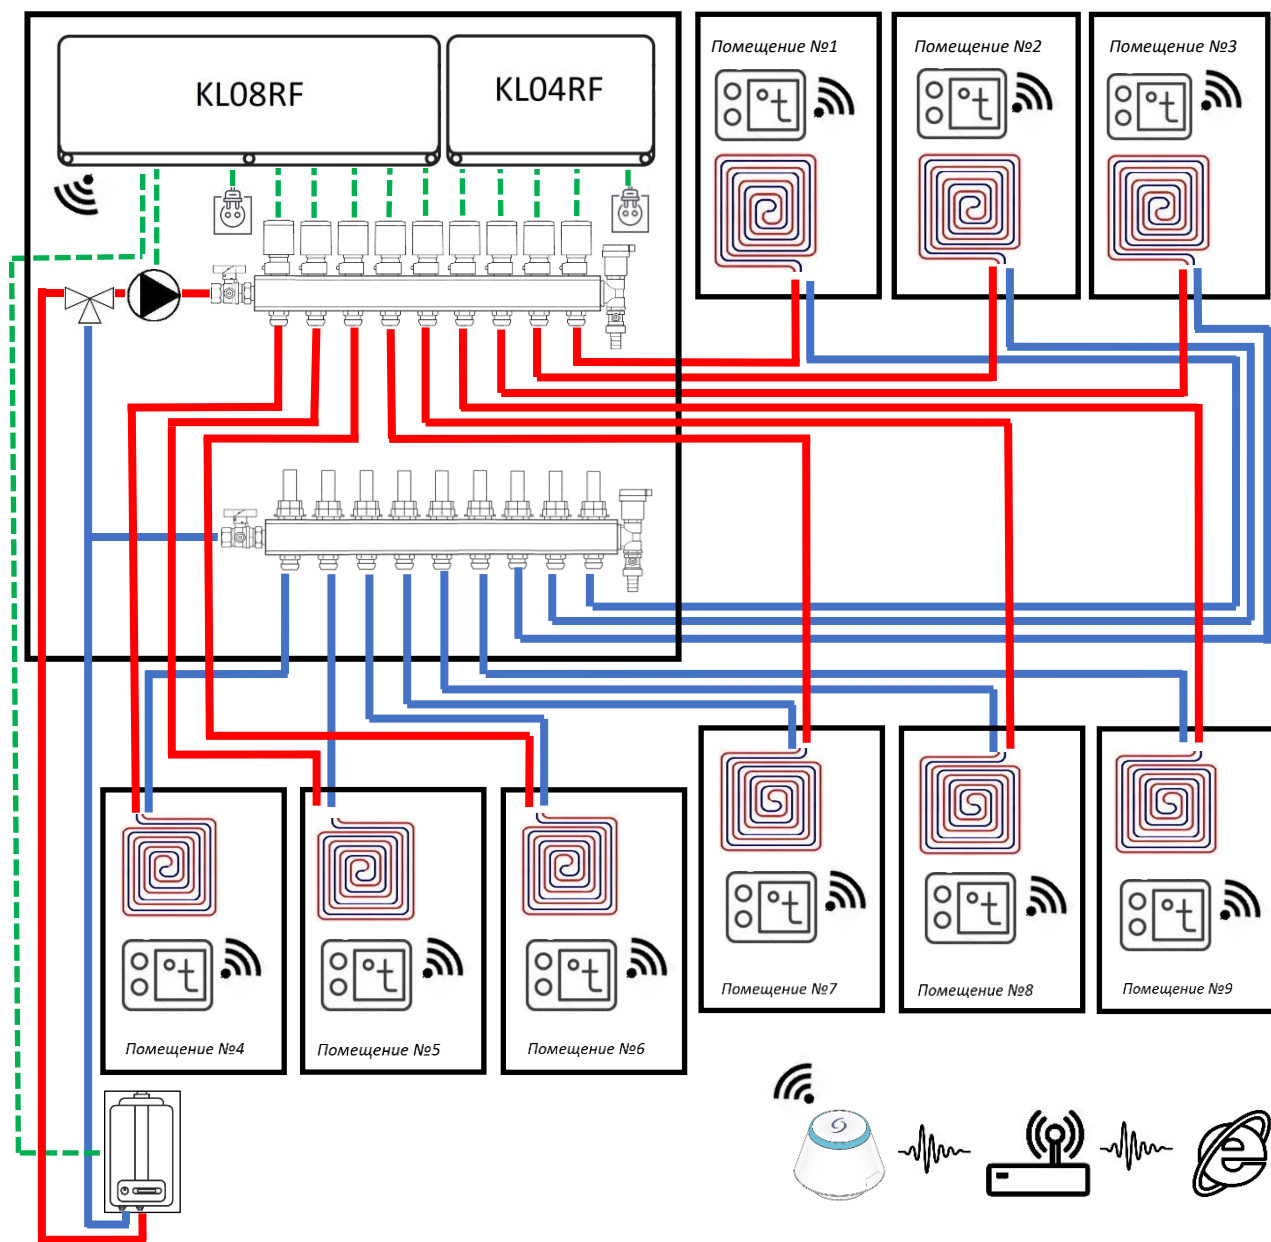 KL08RF
KL04RF
Помещение №1
Помещение №2
Помещение №3
°t
°t
°t
Помещение №7
Помещение №8
Помещение №9
°t
°t
°t
Помещение №4
Помещение №5
Помещение №6
°t
°t
°t